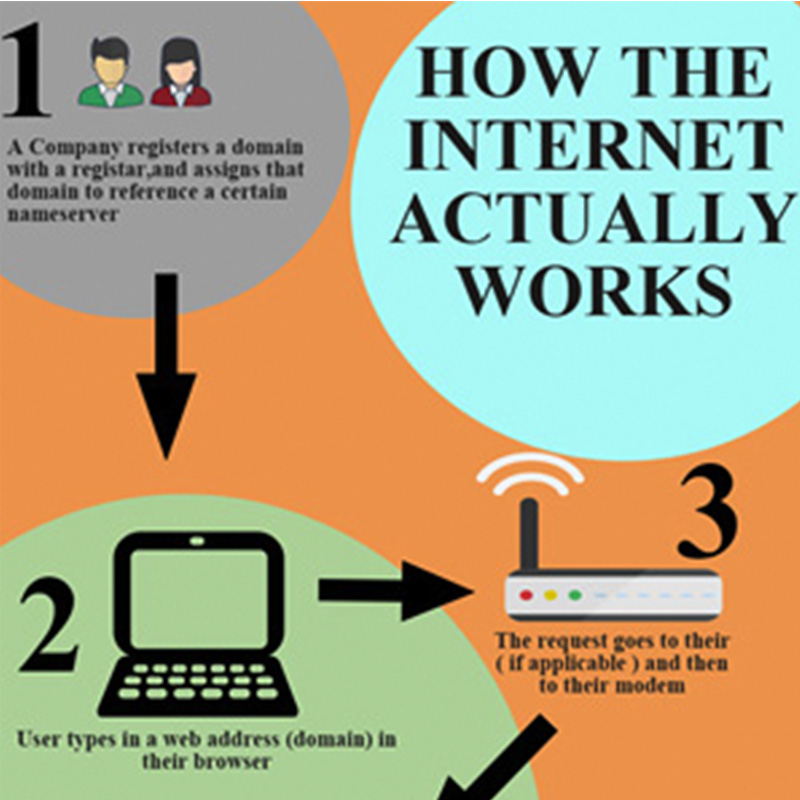 HOW THE
INTERNET
ACTUALLY
WORKS
1
A Company registers a domain
with a registar,and assigns that
domain to reference a certain
nameserver
2
User types in a web address (domain) in
their browser
3
The request goes to their
( if applicable ) and then
to their modem